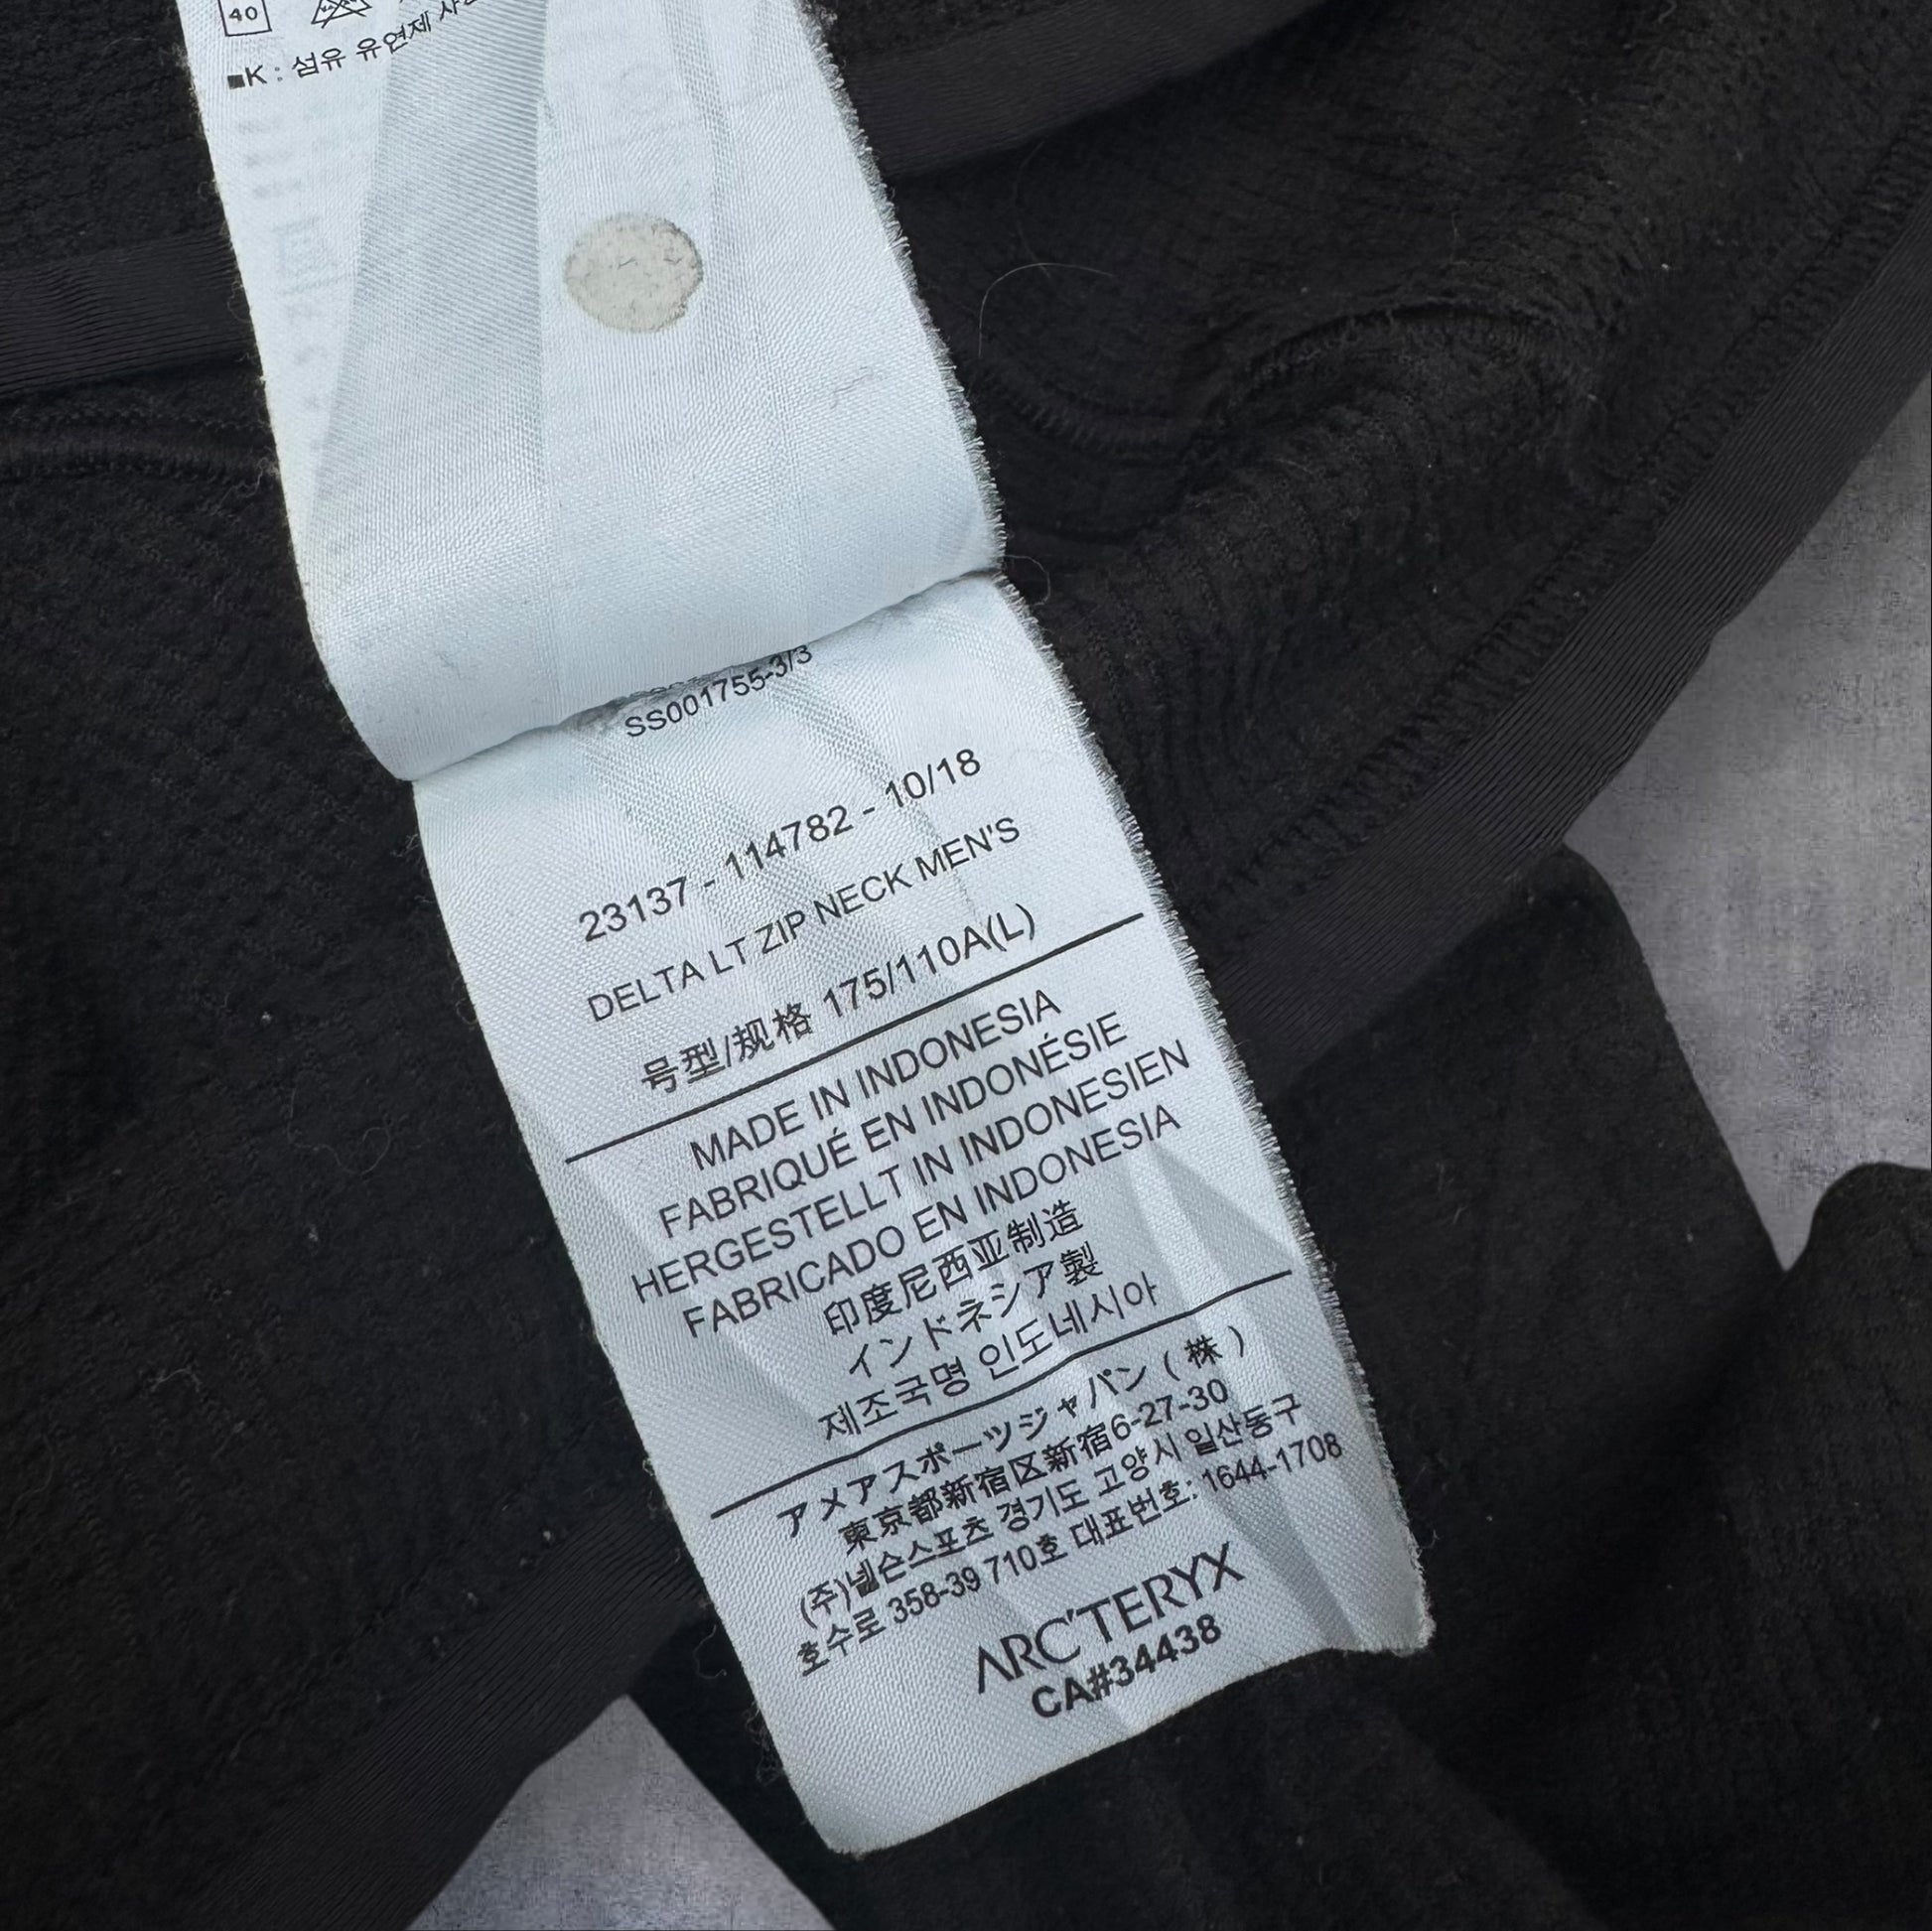 40
■K : 섬유 유연제
SS001755-3/3
23137 - 114782 - 10/18
DELTA LT ZIP NECK MEN'S
号型/规格 175/110A(L)
MADE IN INDONESIA
FABRIQUÉ EN INDONÉSIE
HERGESTELLT IN INDONESIEN
FABRICADO EN INDONESIA
印度尼西亚制造
インドネシア製
제조국명 인도네시아
アメアスポーツジャパン ( 株 )
東京都新宿区新宿6-27-30
(주)넬슨스포츠 경기도 고양시 일산동구
호수로 358-39 710호 대표번호: 1644-1708
ARC'TERYX
CA#34438